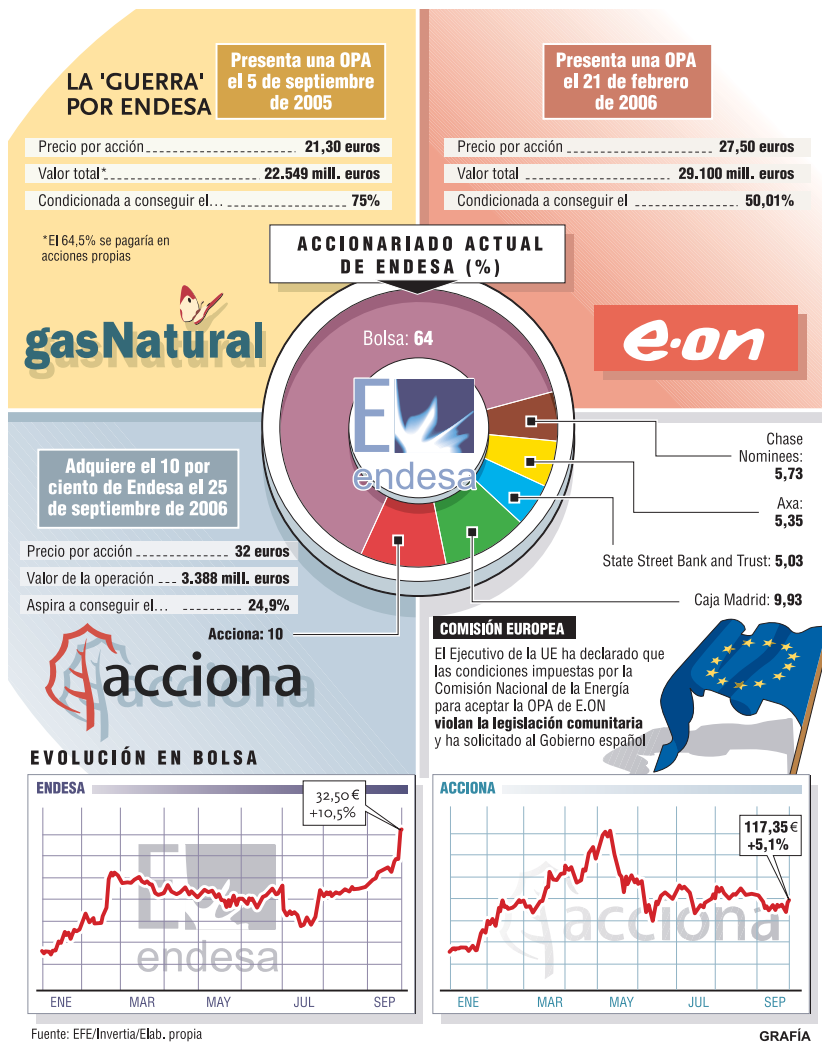 LA 'GUERRA'
POR ENDESA
Presenta una OPA
el 5 de septiembre
de 2005
Precio por acción 21,30 euros
Valor total* 22.549 mill. euros
Condicionada a conseguir el... 75%
*El 64,5% se pagaría en
acciones propias
gasNatural
Presenta una OPA
el 21 de febrero
de 2006
Precio por acción 27,50 euros
Valor total 29.100 mill. euros
Condicionada a conseguir el 50,01%
e·on
ACCIONARIADO ACTUAL
DE ENDESA (%)
Bolsa: 64
E
endesa
Chase
Nominees:
5,73
Axa:
5,35
State Street Bank and Trust: 5,03
Caja Madrid: 9,93
Acciona: 10
Adquiere el 10 por
ciento de Endesa el 25
de septiembre de 2006
Precio por acción 32 euros
Valor de la operación 3.388 mill. euros
Aspira a conseguir el... 24,9%
acciona
COMISIÓN EUROPEA
El Ejecutivo de la UE ha declarado que
las condiciones impuestas por la
Comisión Nacional de la Energía
para aceptar la OPA de E.ON
violan la legislación comunitaria
y ha solicitado al Gobierno español
EVOLUCIÓN EN BOLSA
ENDESA
32,50 €
+10,5%
E
endesa
ENE MAR MAY JUL SEP
ACCIONA
117,35 €
+5,1%
acciona
ENE MAR MAY JUL SEP
Fuente: EFE/Invertia/Elab. propia
GRAFÍA